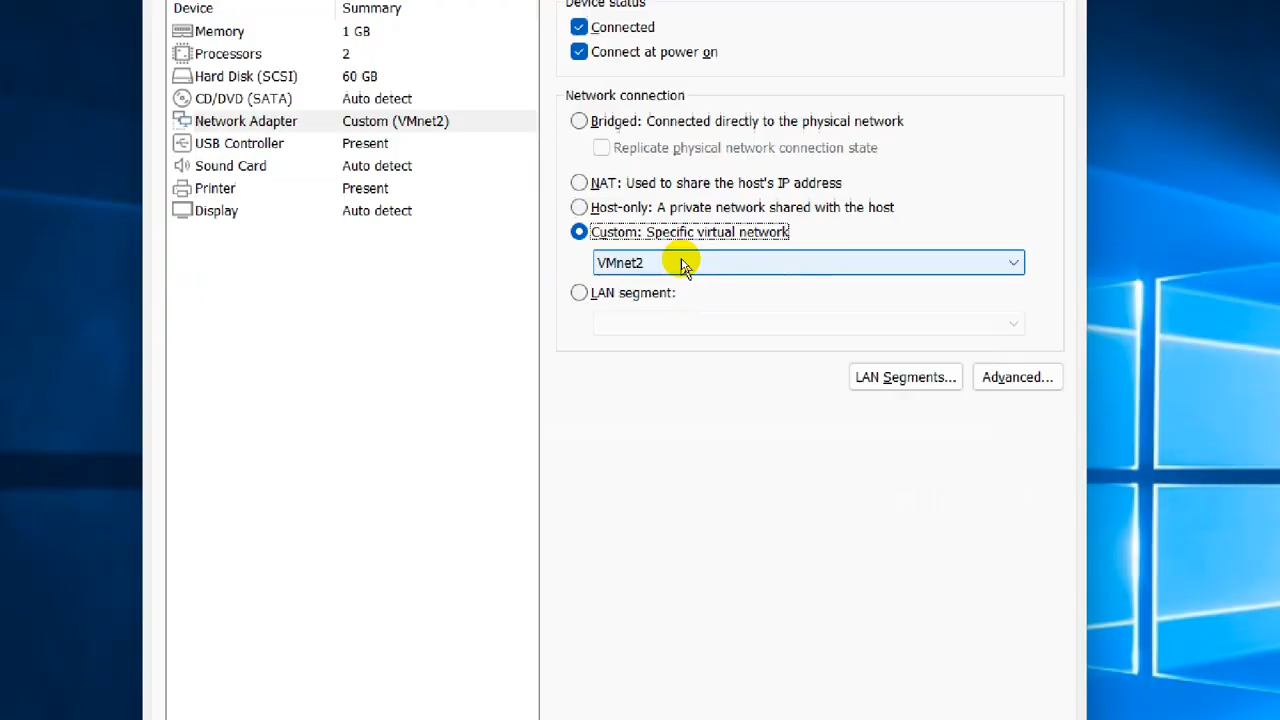 Device Summary
Memory 1 GB
Processors 2
Hard Disk (SCSI) 60 GB
CD/DVD (SATA) Auto detect
Network Adapter Custom (VMnet2)
USB Controller Present
Sound Card Auto detect
Printer Present
Display Auto detect
Device status
Connected
Connect at power on
Network connection
Bridged: Connected directly to the physical network
Replicate physical network connection state
NAT: Used to share the host's IP address
Host-only: A private network shared with the host
Custom: Specific virtual network
VMnet2
LAN segment:
LAN Segments... Advanced...